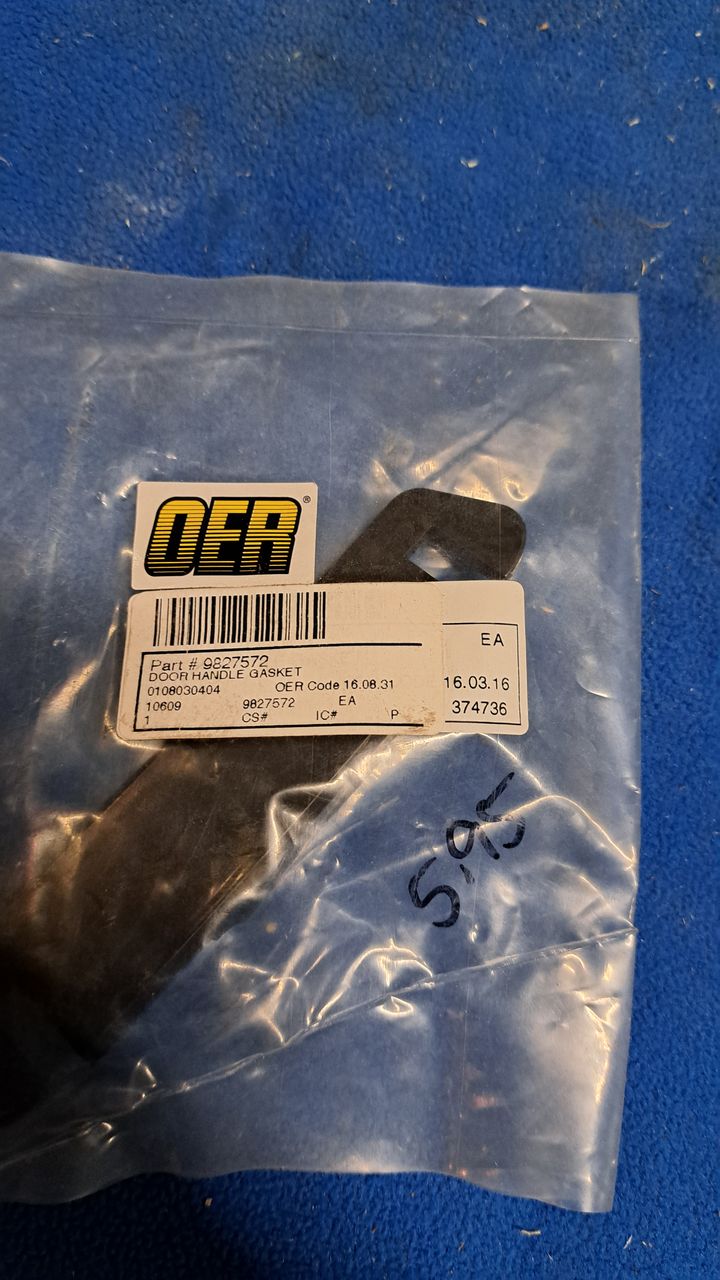 OER®
Part # 9827572
DOOR HANDLE GASKET
0108030404 OER Code 16.08.31
10609 9827572 EA
1 CS# IC# P
EA
16.03.16
374736
5,95